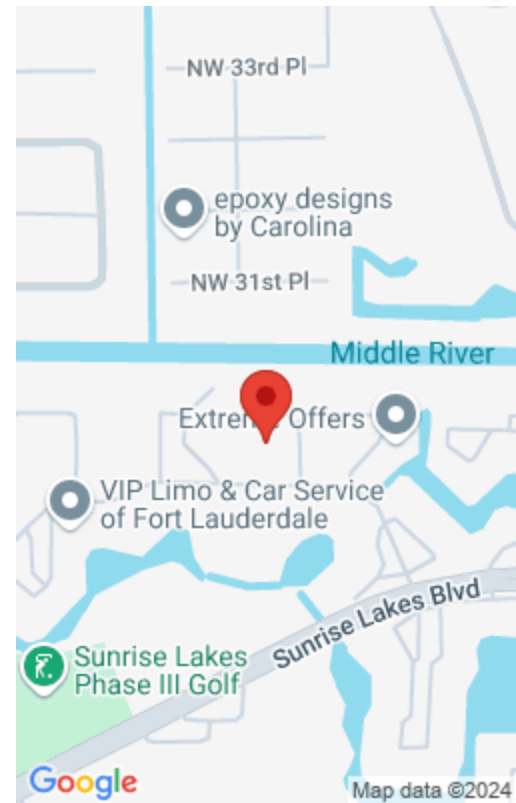 NW 33rd Pl
epoxy designs
by Carolina
NW 31st Pl
Middle River
Extreme Offers
VIP Limo & Car Service
of Fort Lauderdale
Sunrise Lakes Blvd
Sunrise Lakes
Phase III Golf
Google
Map data ©2024